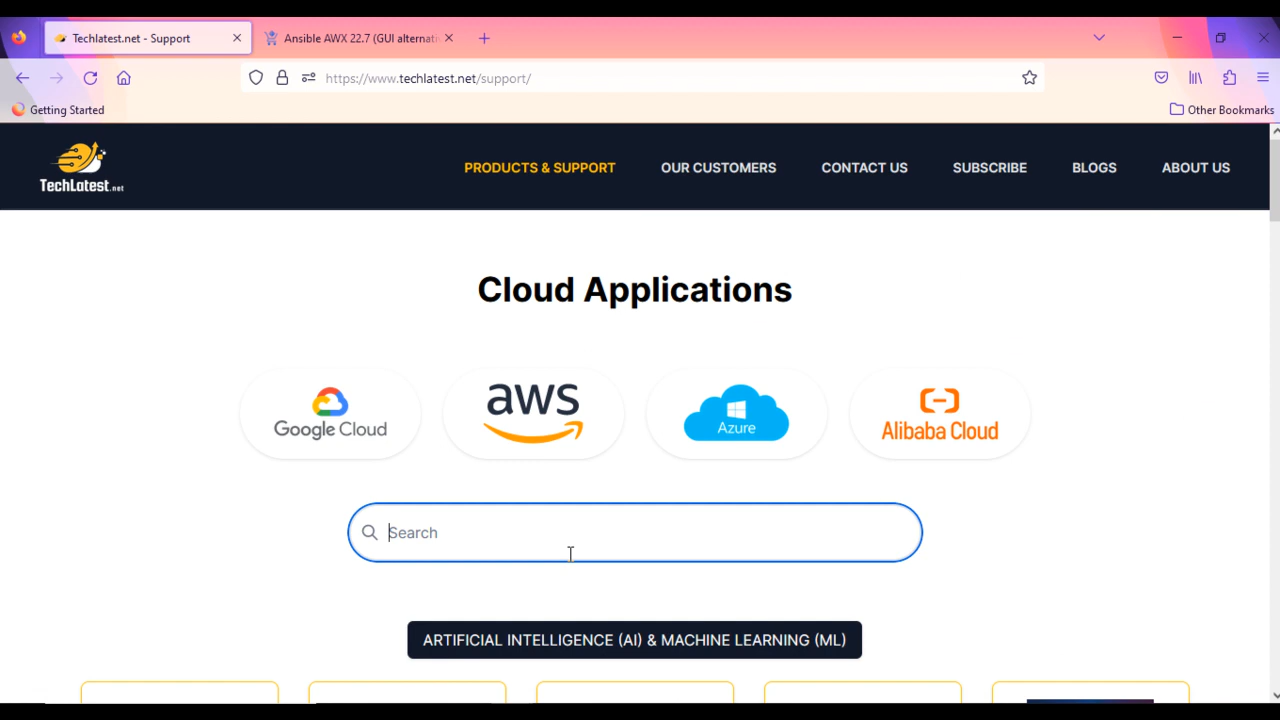 Techlatest.net - Support
Ansible AWX 22.7 (GUI alternati
https://www.techlatest.net/support/
Getting Started
Other Bookmarks
TechLatest.net
PRODUCTS & SUPPORT
OUR CUSTOMERS
CONTACT US
SUBSCRIBE
BLOGS
ABOUT US
Cloud Applications
Google Cloud
aws
Azure
Alibaba Cloud
Search
ARTIFICIAL INTELLIGENCE (AI) & MACHINE LEARNING (ML)